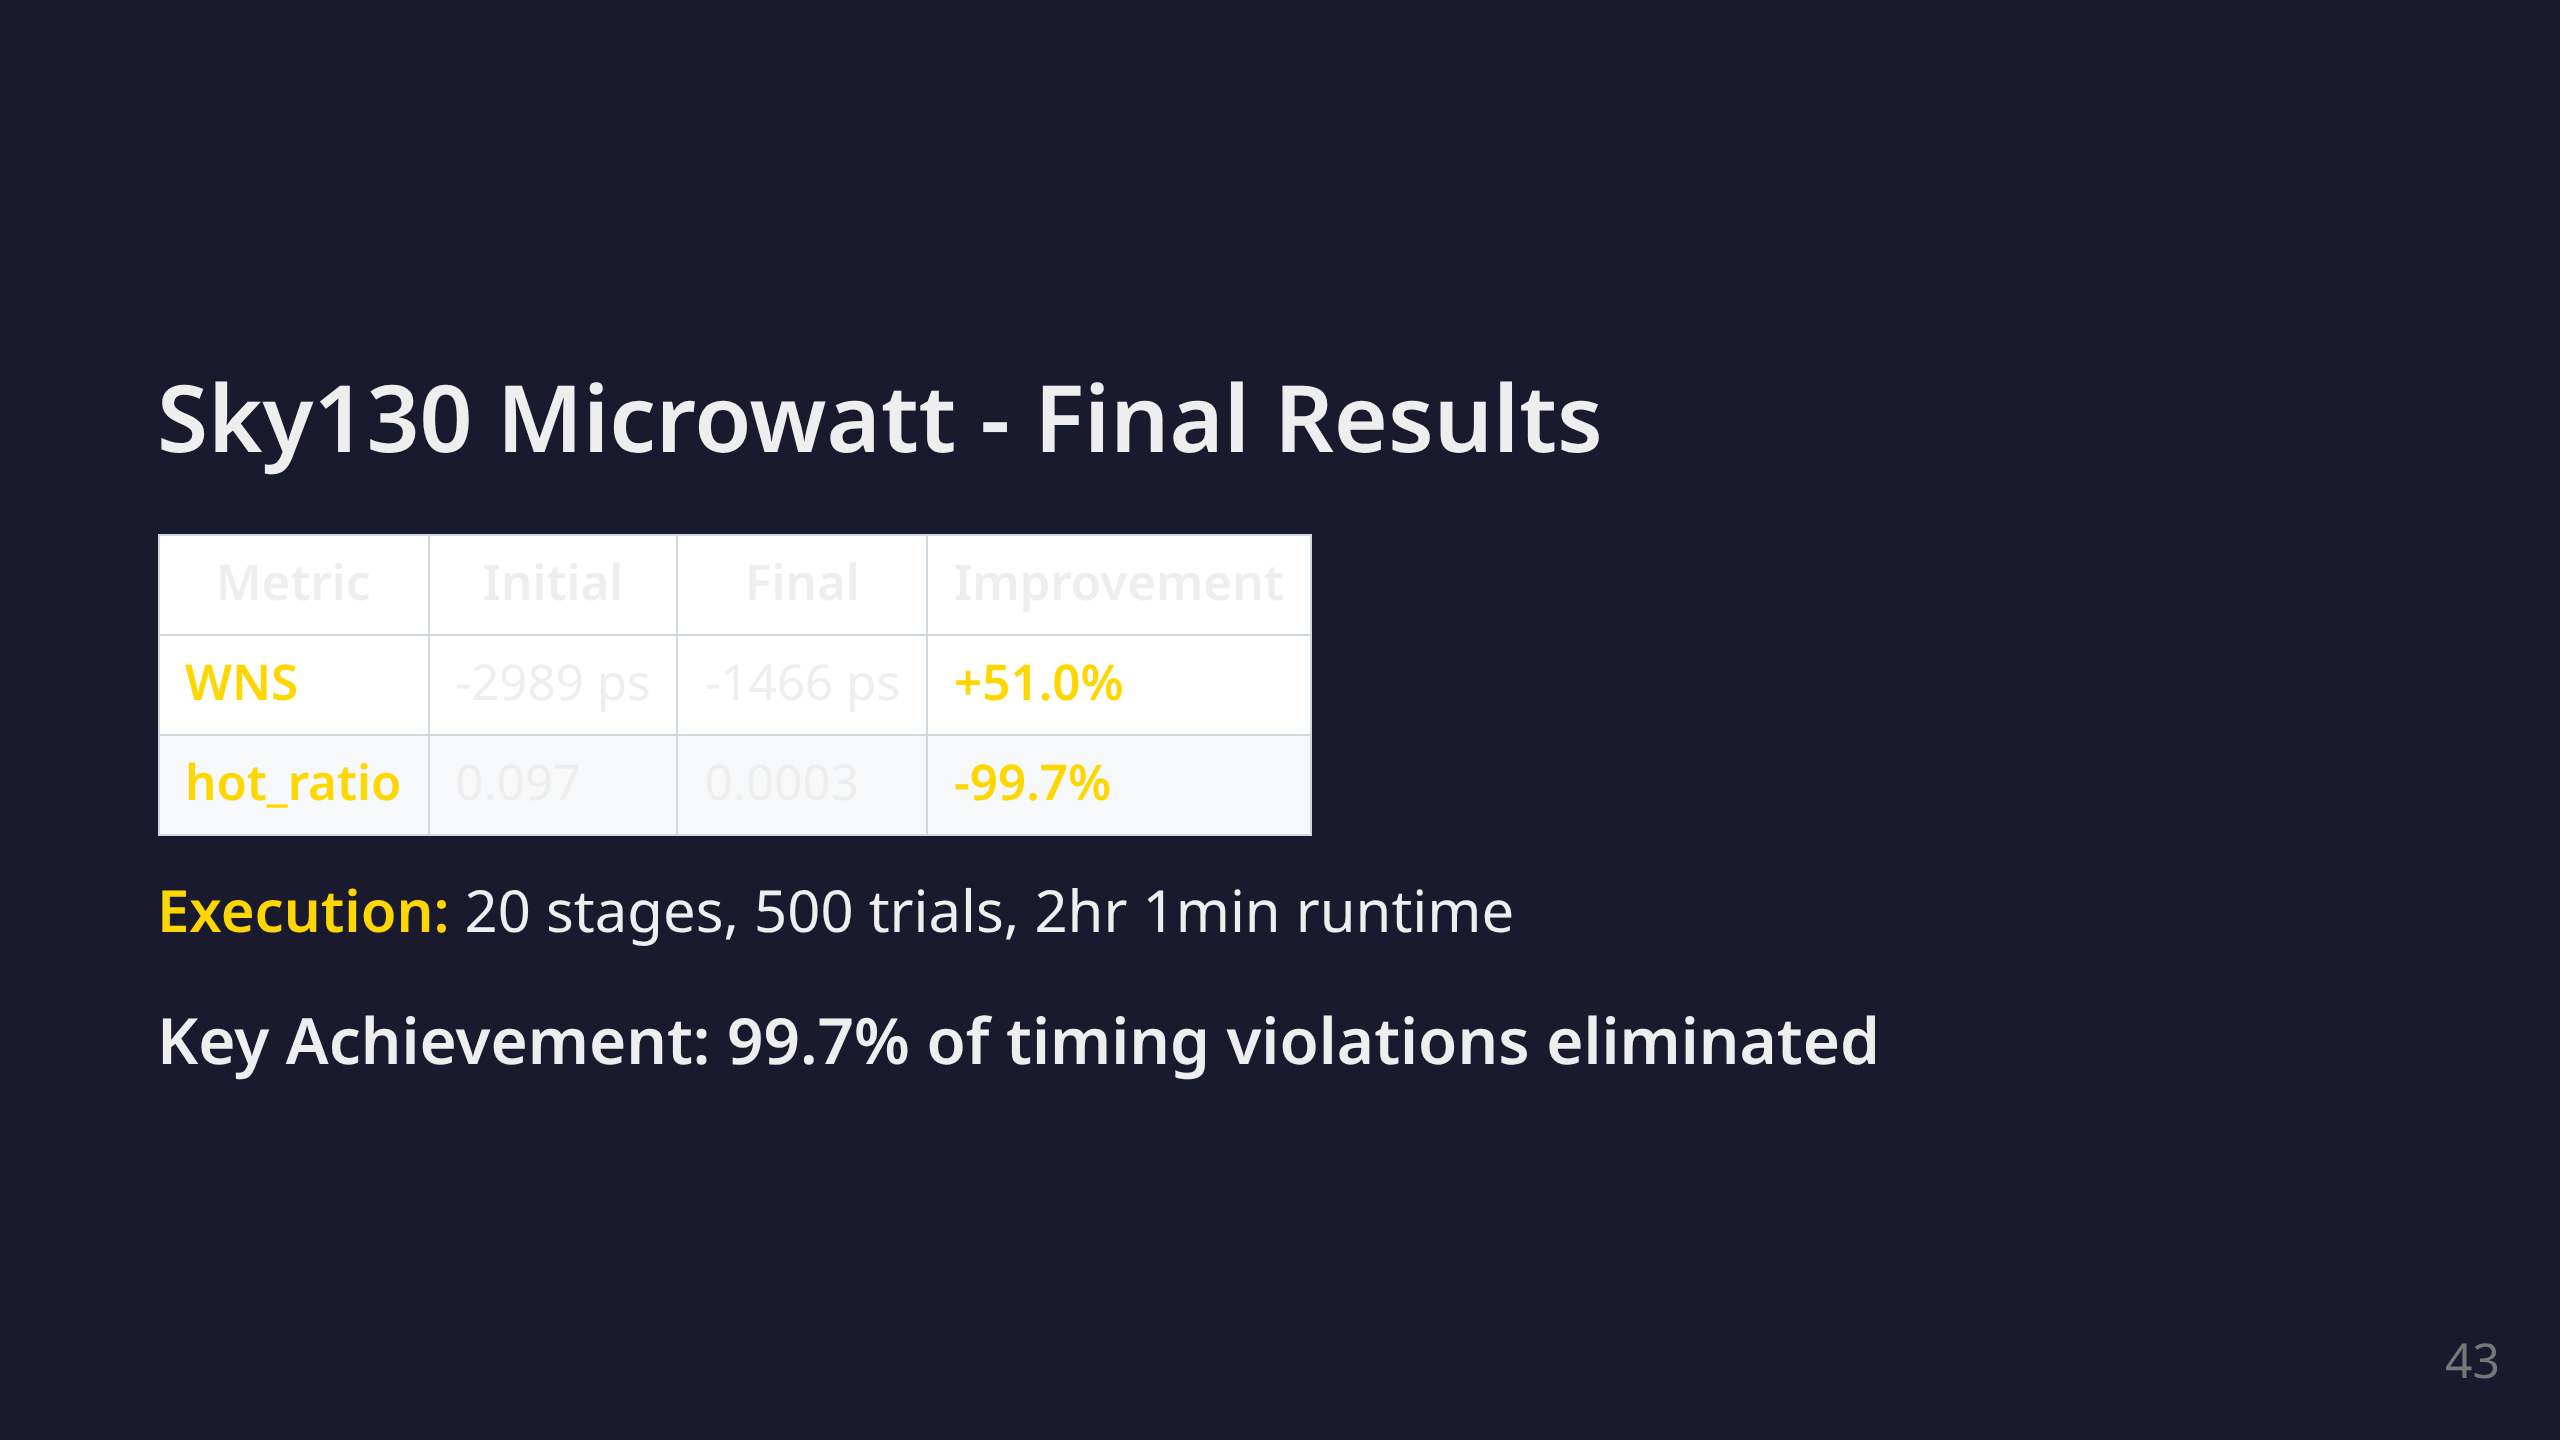 Sky130 Microwatt - Final Results
Metric Initial Final Improvement
WNS -2989 ps -1466 ps +51.0%
hot_ratio 0.097 0.0003 -99.7%
Execution: 20 stages, 500 trials, 2hr 1min runtime
Key Achievement: 99.7% of timing violations eliminated
43